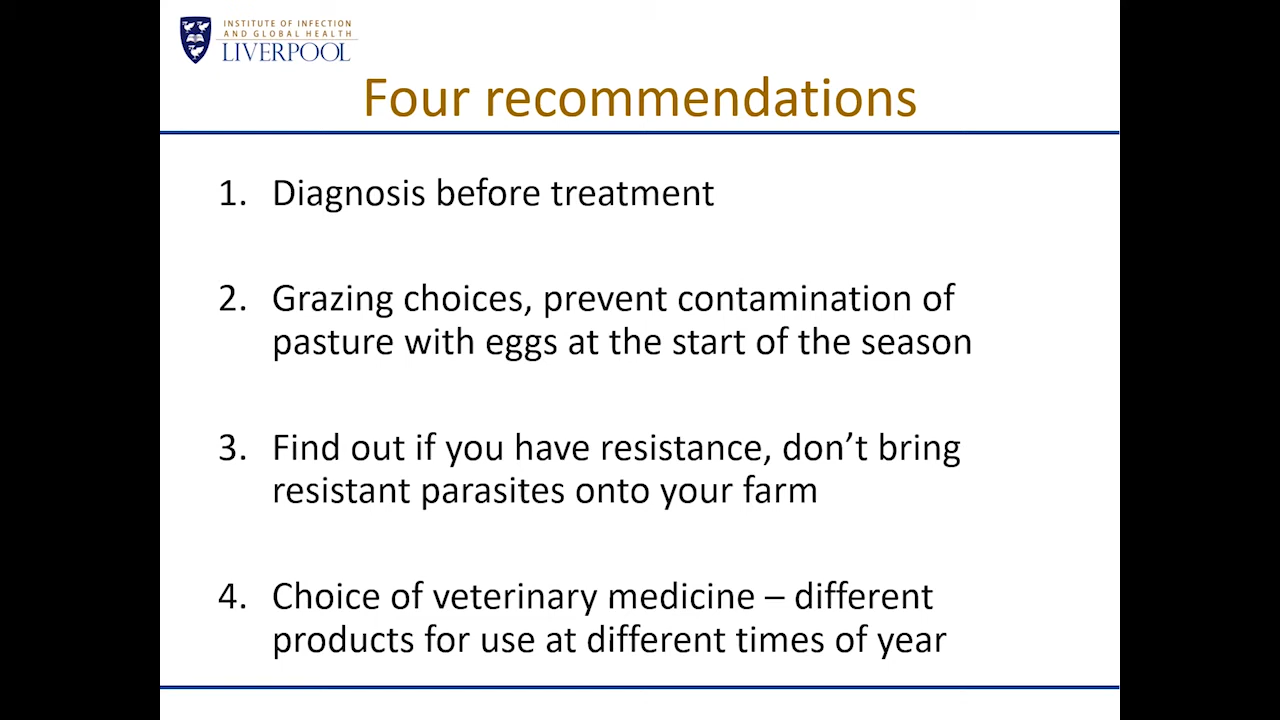 INSTITUTE OF INFECTION
AND GLOBAL HEALTH
LIVERPOOL
Four recommendations
1. Diagnosis before treatment
2. Grazing choices, prevent contamination of
pasture with eggs at the start of the season
3. Find out if you have resistance, don’t bring
resistant parasites onto your farm
4. Choice of veterinary medicine – different
products for use at different times of year